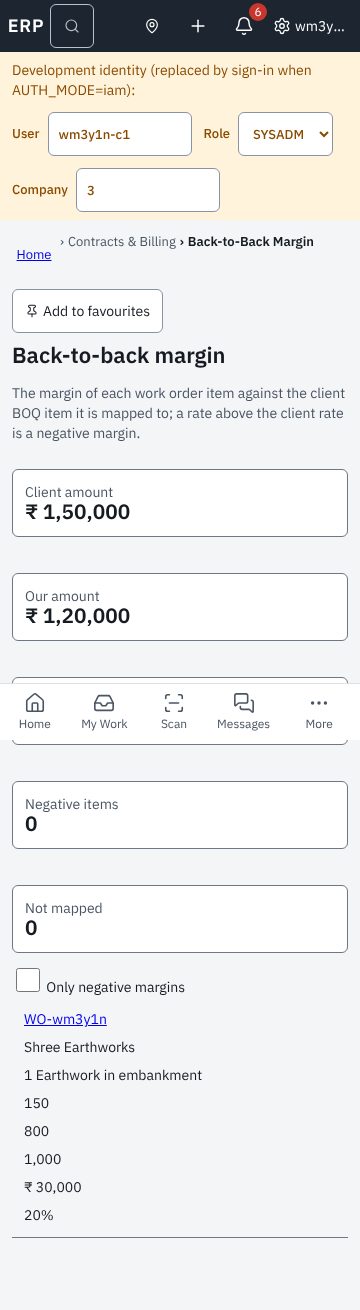 ERP
6
wm3y…
Development identity (replaced by sign-in when
AUTH_MODE=iam):
User wm3y1n-c1 Role SYSADM
Company 3
Home › Contracts & Billing › Back-to-Back Margin
Add to favourites
Back-to-back margin
The margin of each work order item against the client
BOQ item it is mapped to; a rate above the client rate
is a negative margin.
Client amount
₹ 1,50,000
Our amount
₹ 1,20,000
Home My Work Scan Messages More
Negative items
0
Not mapped
0
Only negative margins
WO-wm3y1n
Shree Earthworks
1 Earthwork in embankment
150
800
1,000
₹ 30,000
20%